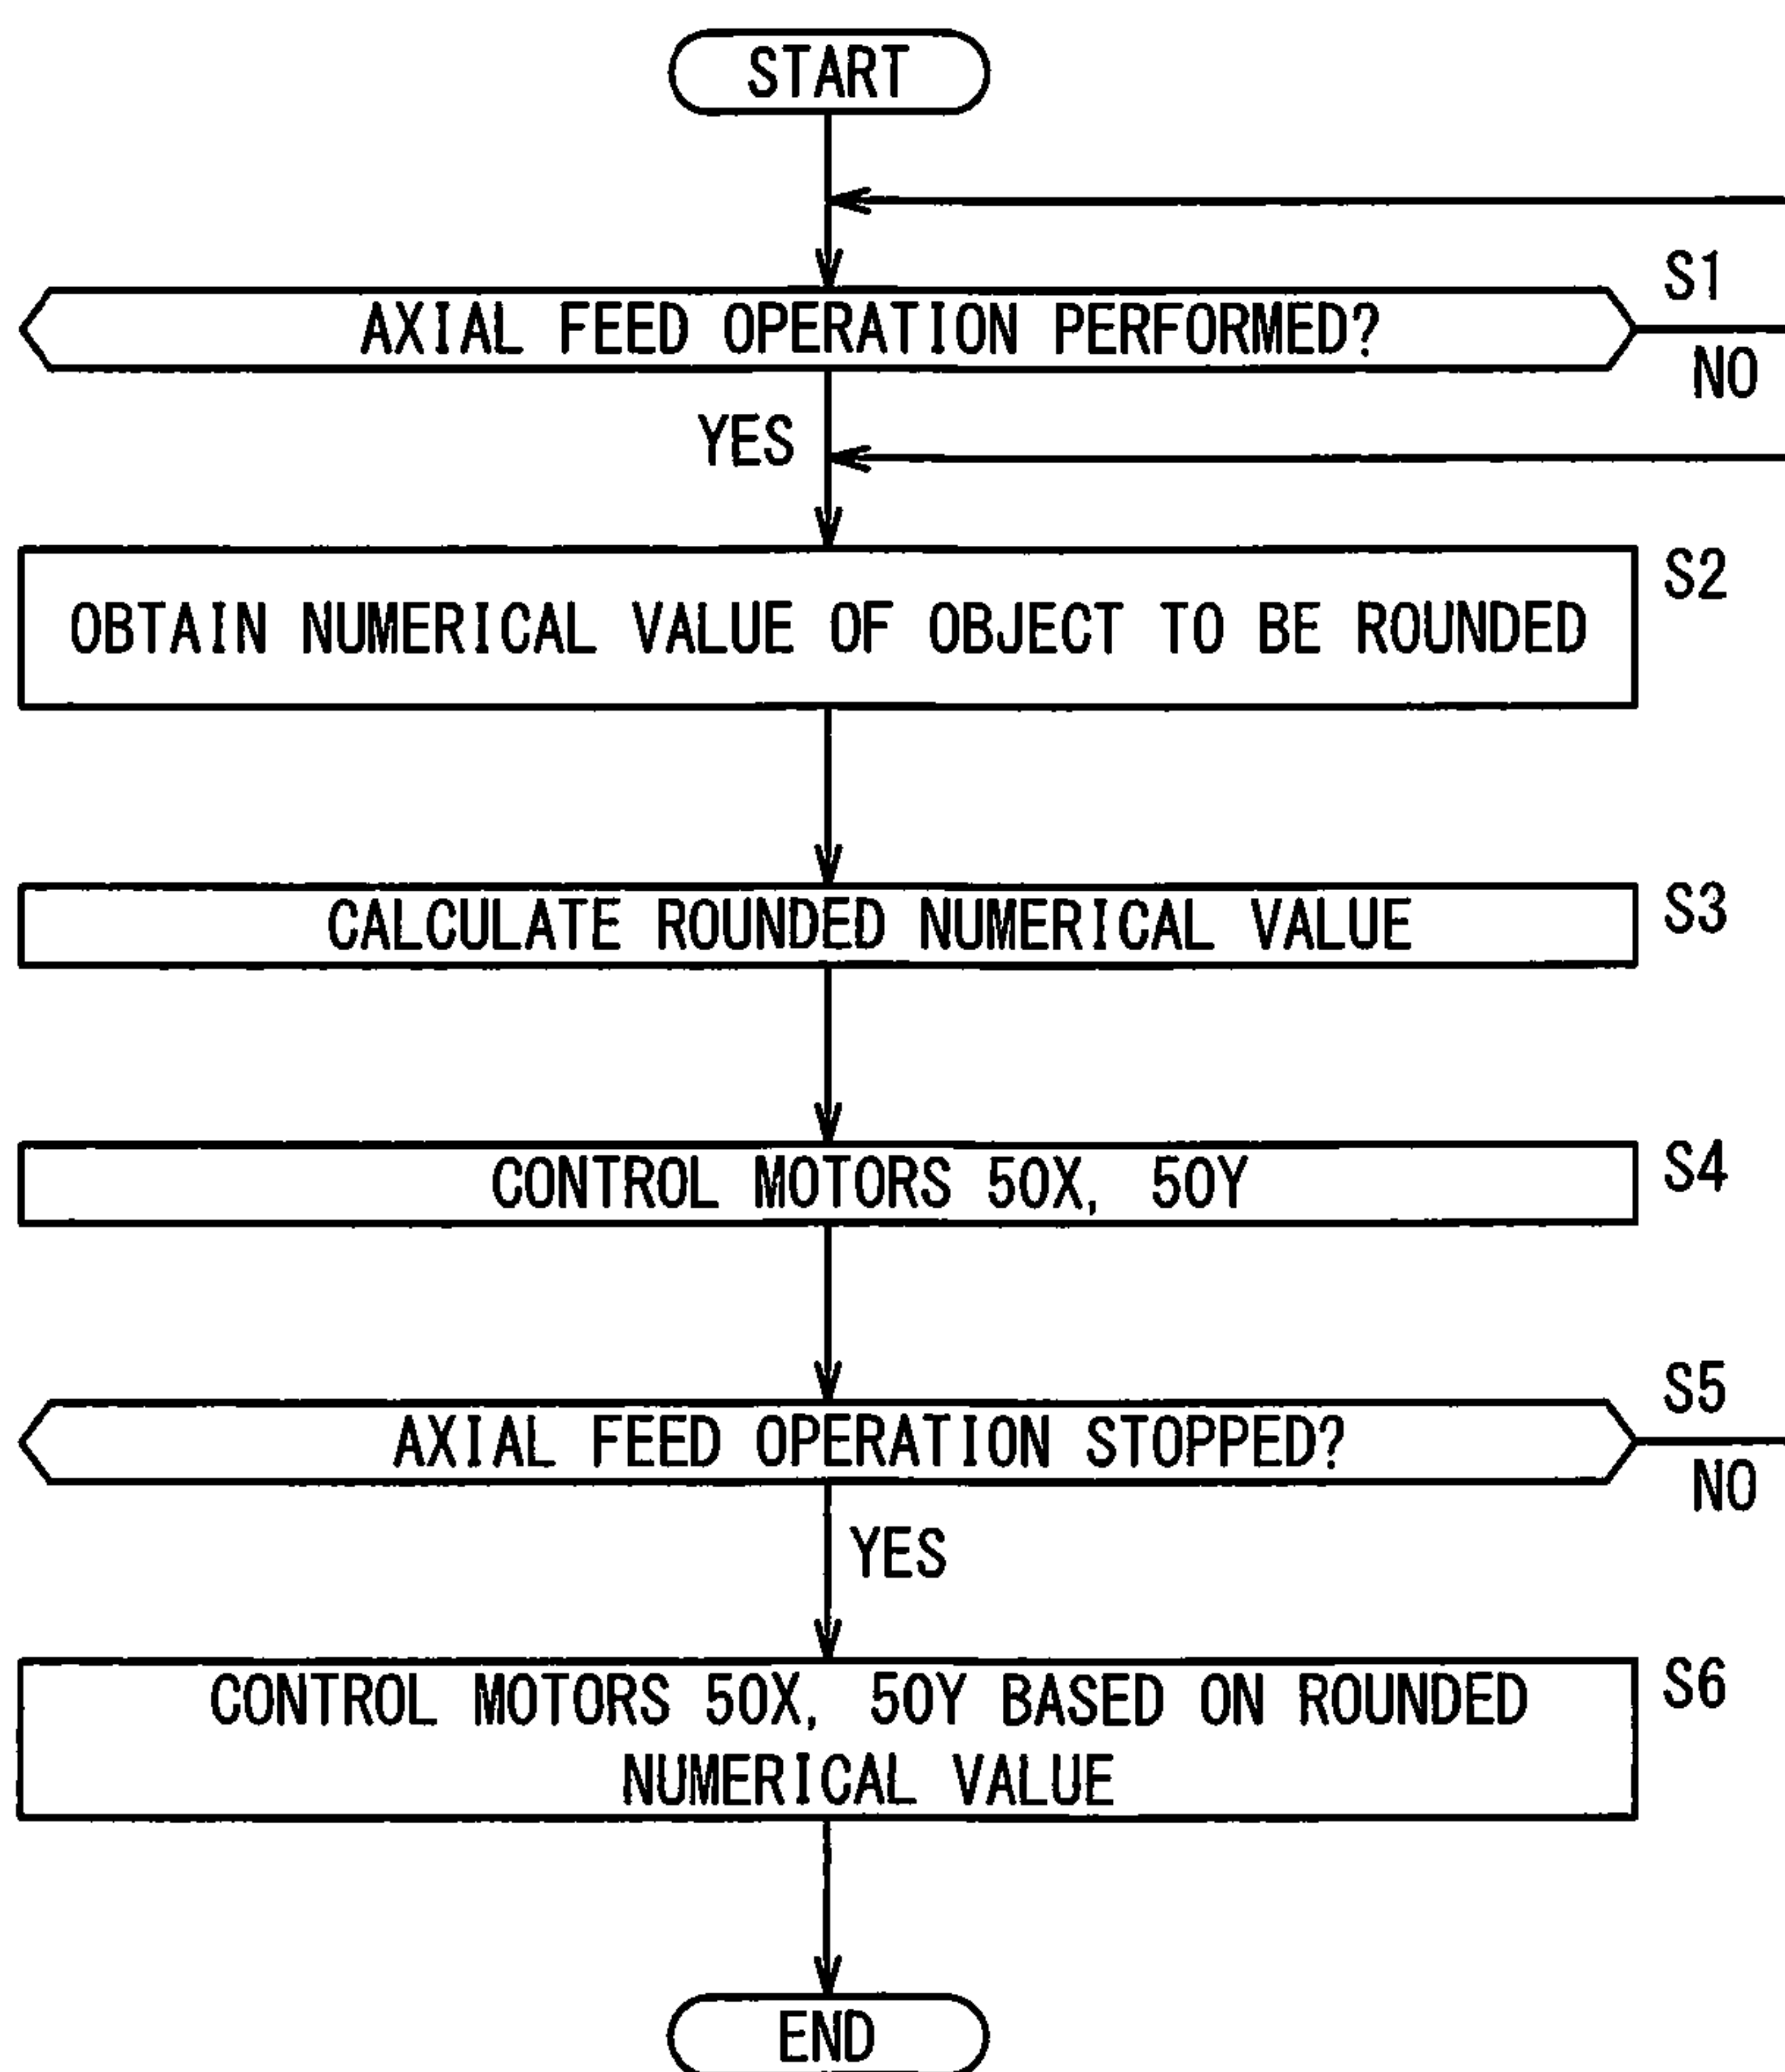 START
S1
AXIAL FEED OPERATION PERFORMED?
NO
YES
S2
OBTAIN NUMERICAL VALUE OF OBJECT TO BE ROUNDED
S3
CALCULATE ROUNDED NUMERICAL VALUE
S4
CONTROL MOTORS 50X, 50Y
S5
AXIAL FEED OPERATION STOPPED?
NO
YES
S6
CONTROL MOTORS 50X, 50Y BASED ON ROUNDED
NUMERICAL VALUE
END